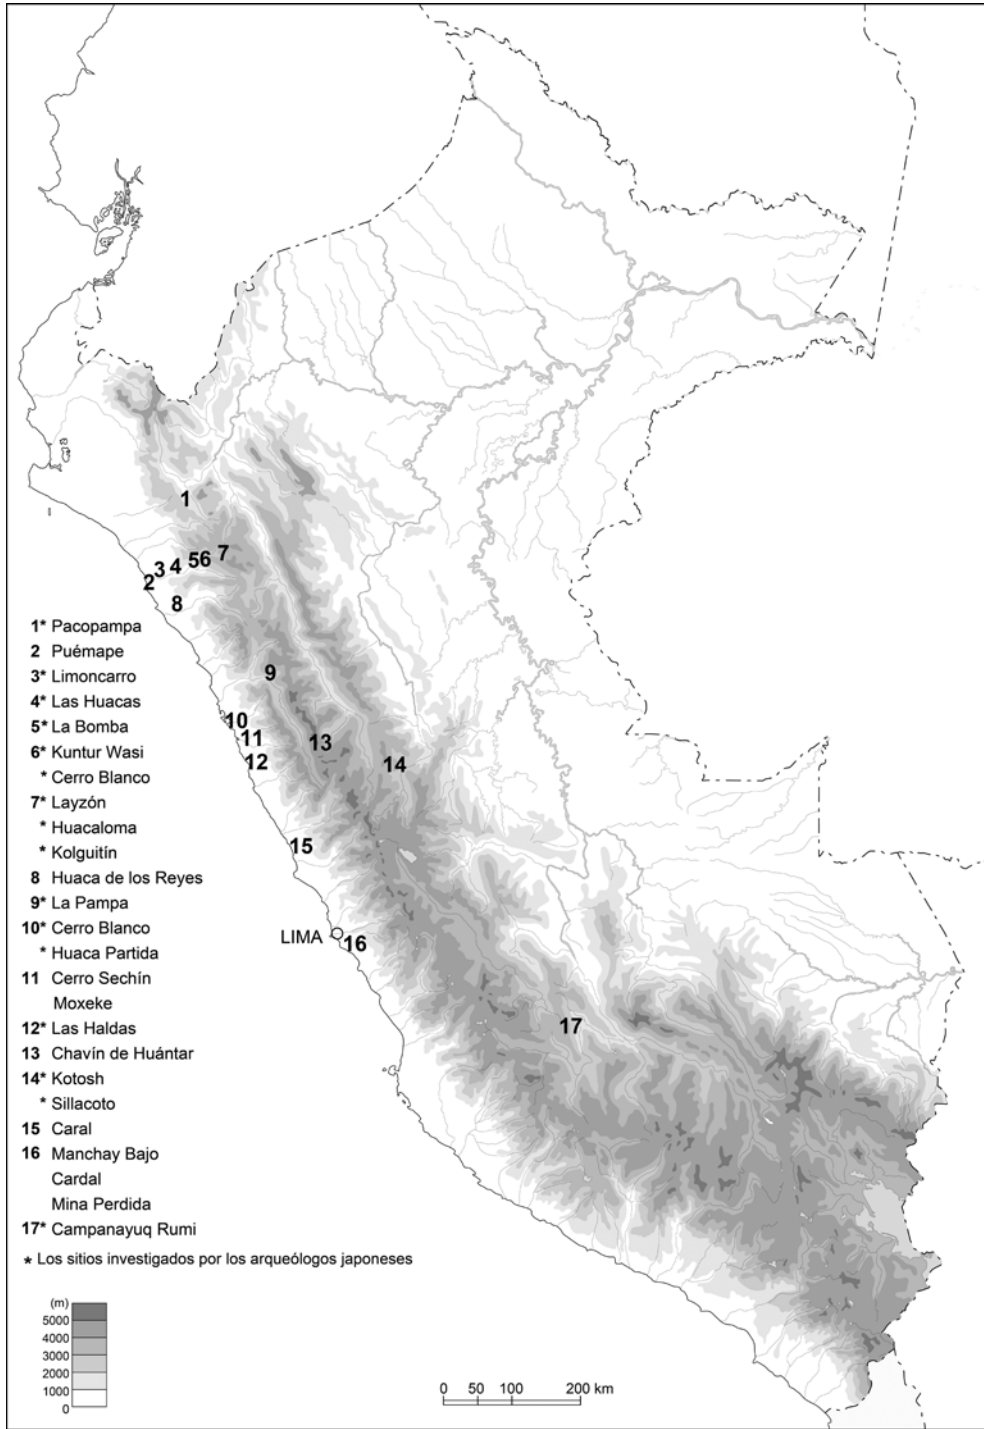 1
7
5 6
4
3
2
8
9
10
11
13
12
14
15
LIMA
16
17
1* Pacopampa
2 Puémape
3* Limoncarro
4* Las Huacas
5* La Bomba
6* Kuntur Wasi
* Cerro Blanco
7* Layzón
* Huacaloma
* Kolguitín
8 Huaca de los Reyes
9* La Pampa
10* Cerro Blanco
* Huaca Partida
11 Cerro Sechín
Moxeke
12* Las Haldas
13 Chavín de Huántar
14* Kotosh
* Sillacoto
15 Caral
16 Manchay Bajo
Cardal
Mina Perdida
17* Campanayuq Rumi
* Los sitios investigados por los arqueólogos japoneses
(m)
5000
4000
3000
2000
1000
0
0 50 100 200 km